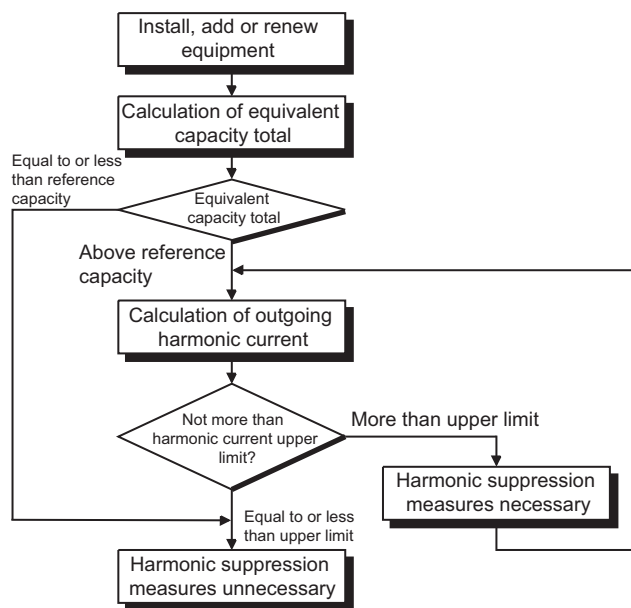 Install, add or renew
equipment
Calculation of equivalent
capacity total
Equal to or less
than reference
capacity
Equivalent
capacity total
Above reference
capacity
Calculation of outgoing
harmonic current
Not more than
harmonic current upper
limit?
More than upper limit
Harmonic suppression
measures necessary
Equal to or less
than upper limit
Harmonic suppression
measures unnecessary